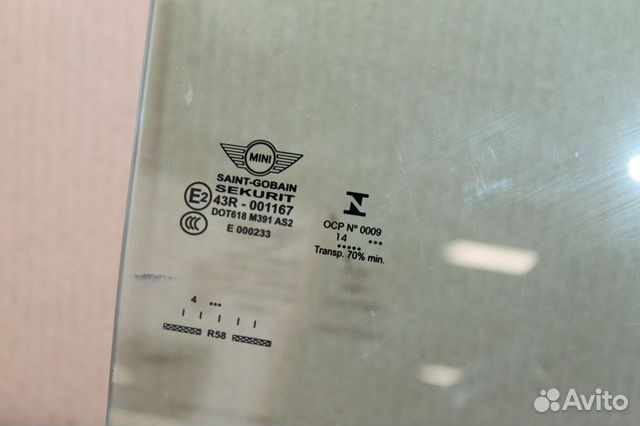 MINI
SAINT-GOBAIN
SEKURIT
E2 43R - 001167
CCC DOT618 M391 AS2
E 000233
N
OCP Nº 0009
14
Transp. 70% min.
4
R58
Avito